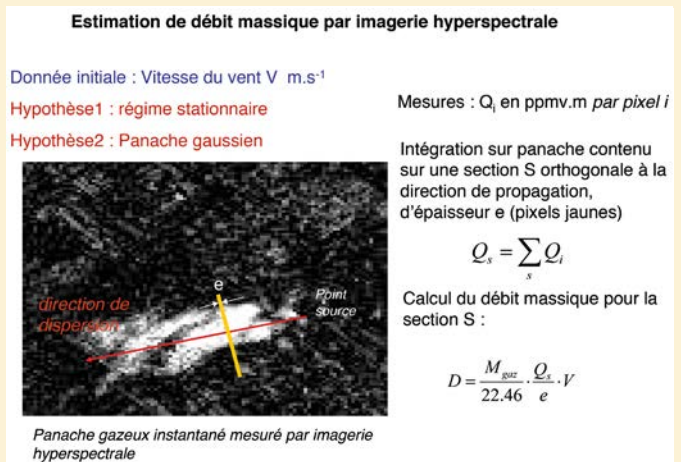 Estimation de débit massique par imagerie hyperspectrale
Donnée initiale : Vitesse du vent V m.s-1
Hypothèse1 : régime stationnaire
Hypothèse2 : Panache gaussien
e
Point
source
direction de
dispersion
Panache gazeux instantané mesuré par imagerie
hyperspectrale
Mesures : Qi en ppmv.m par pixel i
Intégration sur panache contenu
sur une section S orthogonale à la
direction de propagation,
d'épaisseur e (pixels jaunes)
Qs = ∑s Qi
Calcul du débit massique pour la
section S :
D = Mgaz/22.46 · Qs/e · V